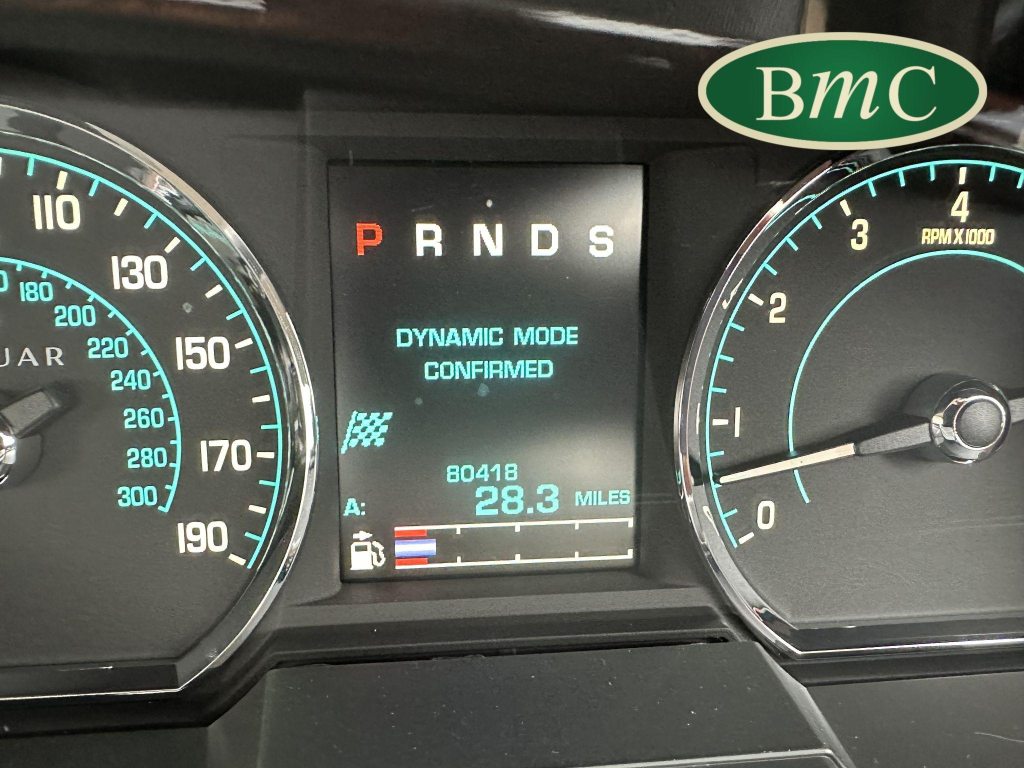 BmC
110
130
150
170
190
180
200
220
240
260
280
300
UAR
P R N D S
DYNAMIC MODE
CONFIRMED
80418
A: 28.3 MILES
4
RPM X 1000
3
2
1
0